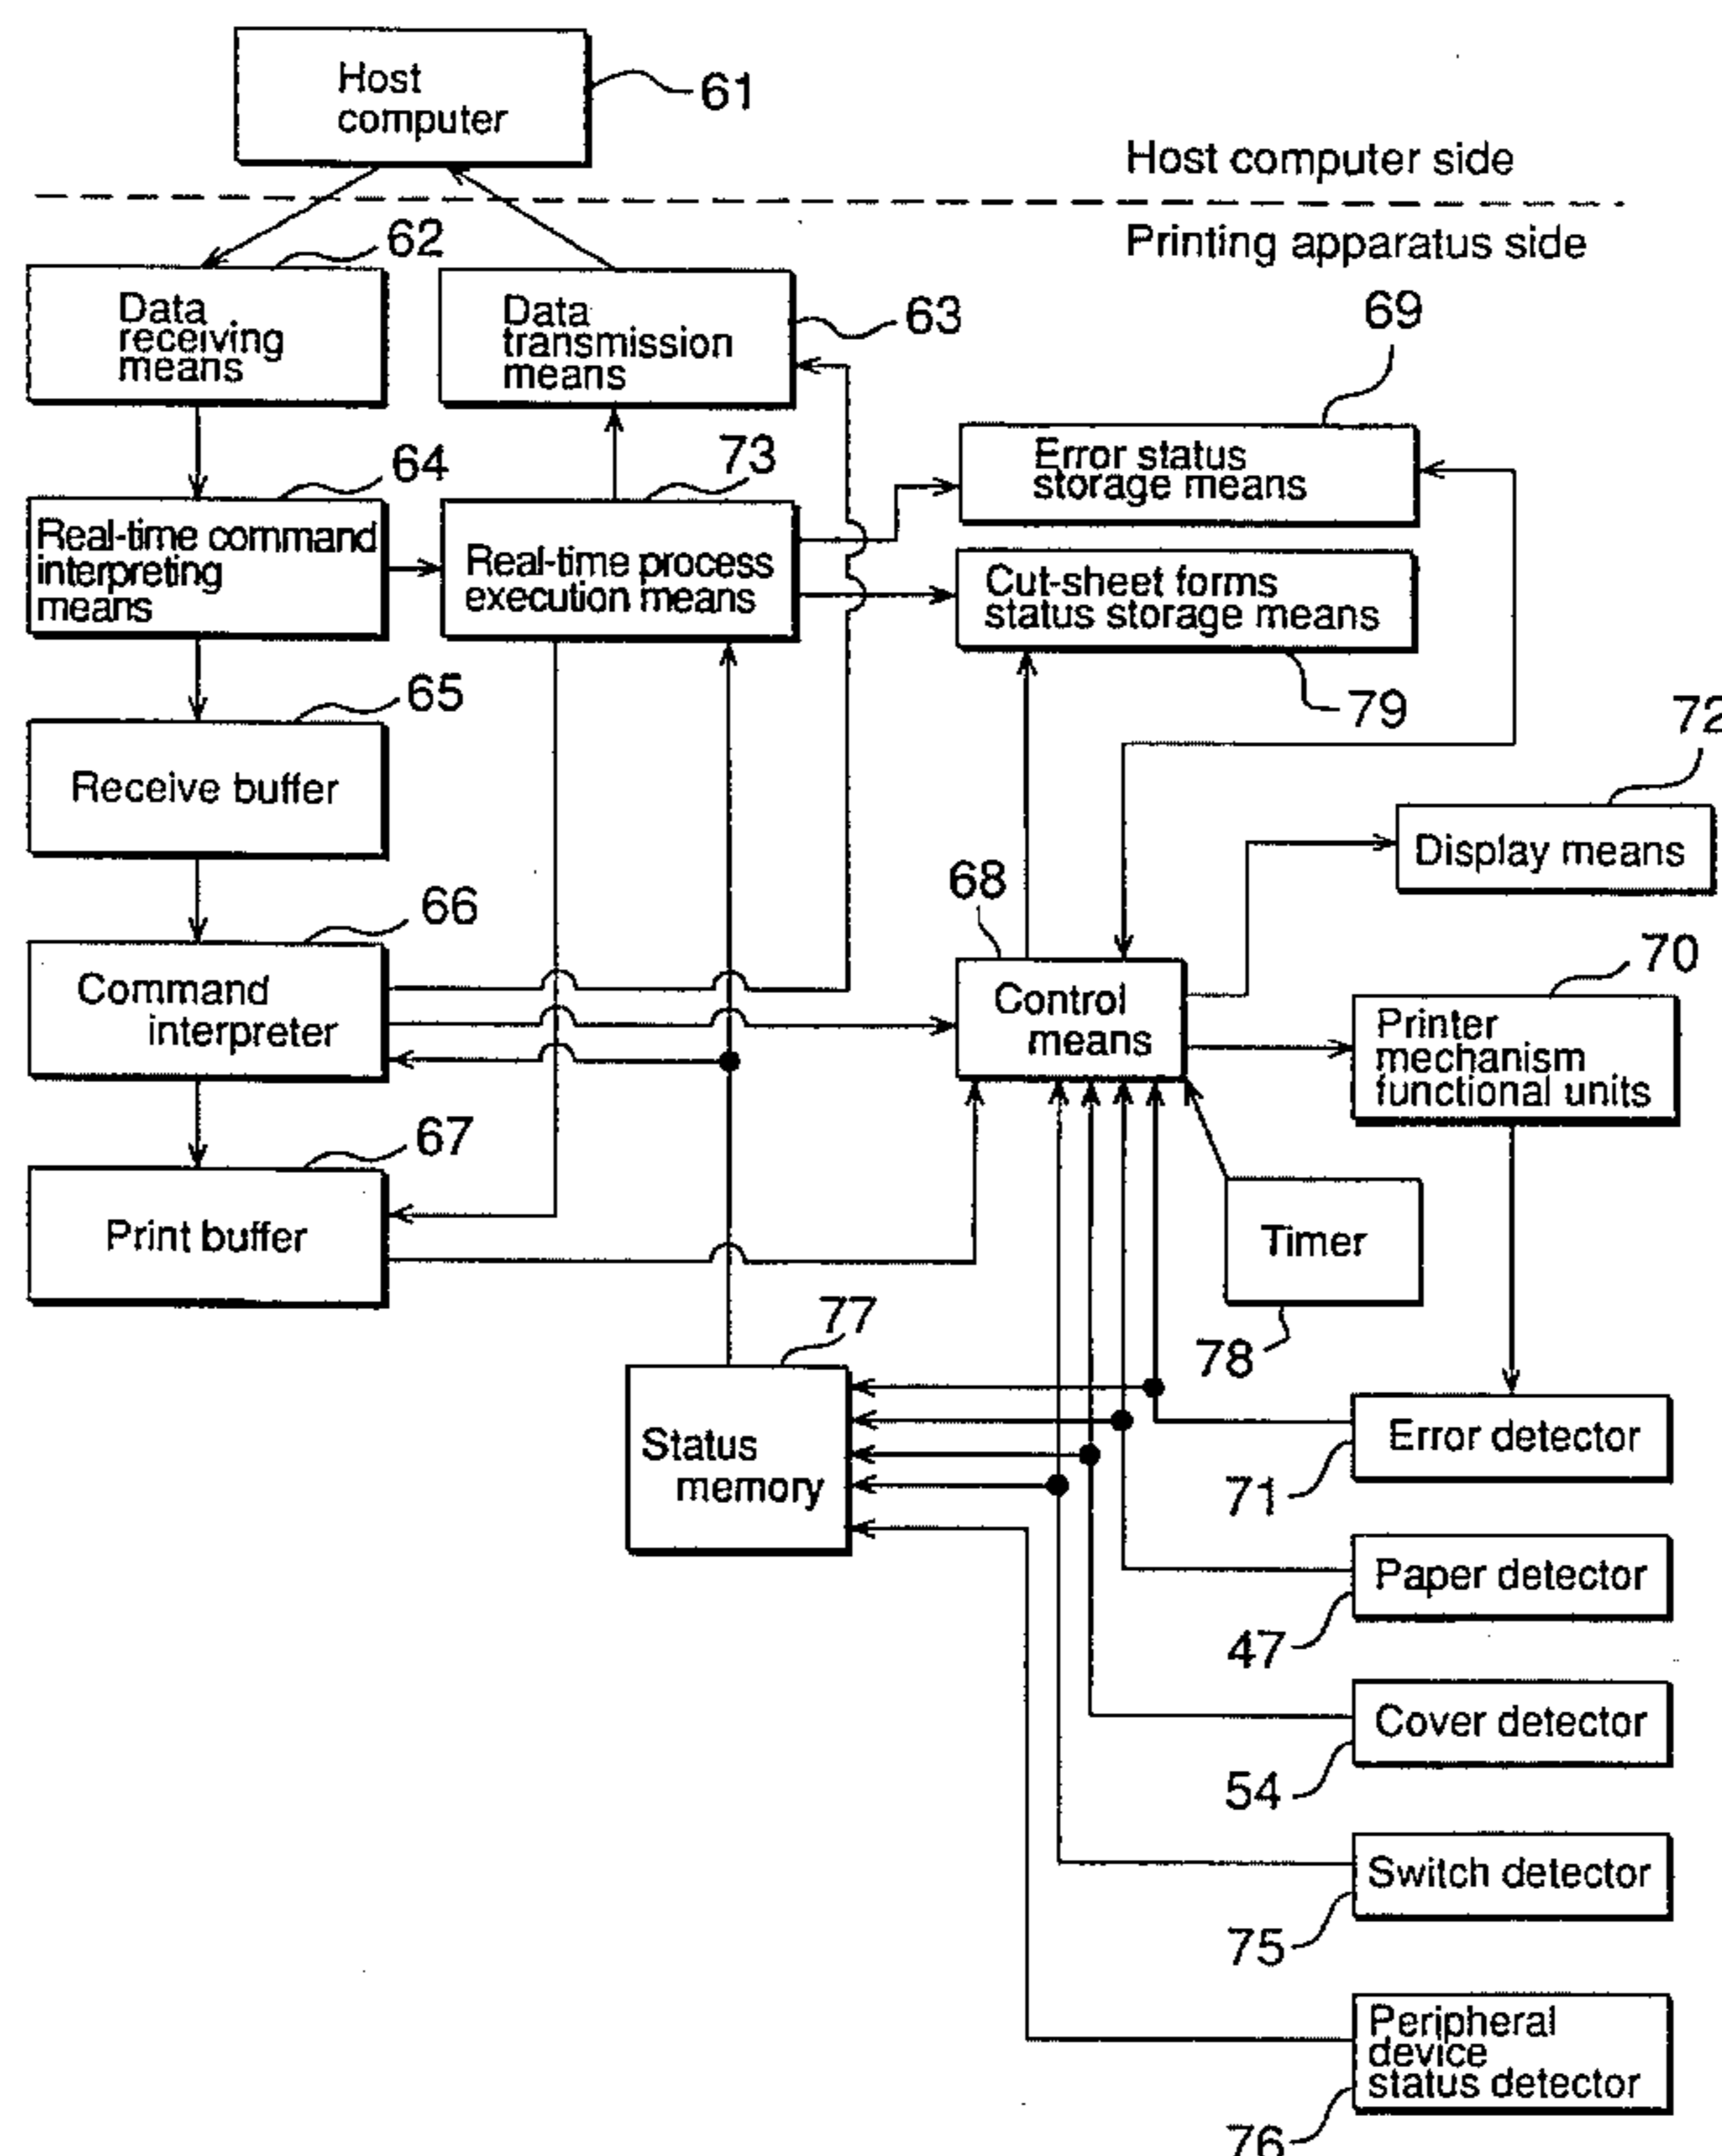 Host
computer
61
Host computer side
Printing apparatus side
62
Data
receiving
means
Data
transmission
means
63
69
64
73
Error status
storage means
Real-time command
interpreting
means
Real-time process
execution means
Cut-sheet forms
status storage means
79
65
72
Receive buffer
Display means
68
66
70
Command
interpreter
Control
means
Printer
mechanism
functional units
67
Print buffer
Timer
78
77
Status
memory
Error detector
71
Paper detector
47
Cover detector
54
Switch detector
75
Peripheral
device
status detector
76